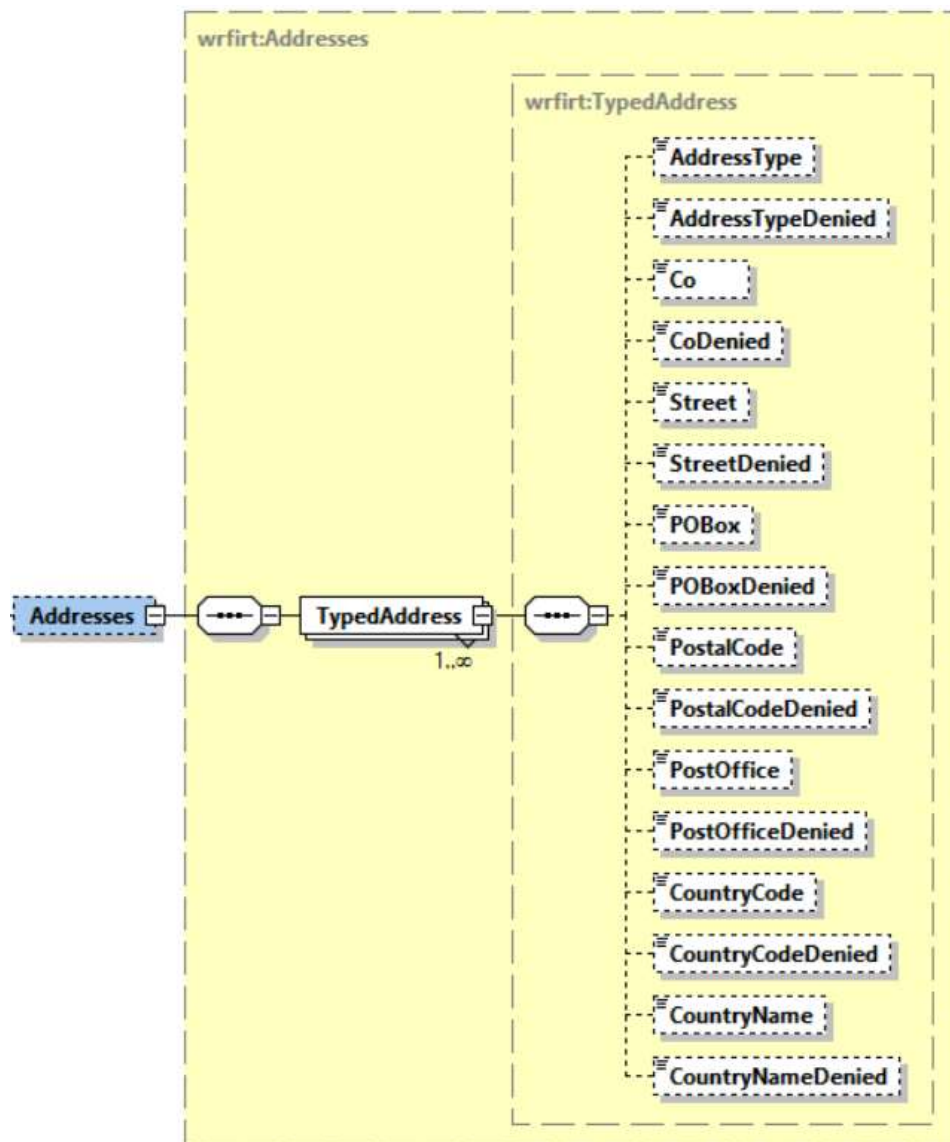 wrfirt:Addresses
wrfirt:TypedAddress
AddressType
AddressTypeDenied
Co
CoDenied
Street
StreetDenied
POBox
POBoxDenied
Addresses
TypedAddress
1..∞
PostalCode
PostalCodeDenied
PostOffice
PostOfficeDenied
CountryCode
CountryCodeDenied
CountryName
CountryNameDenied